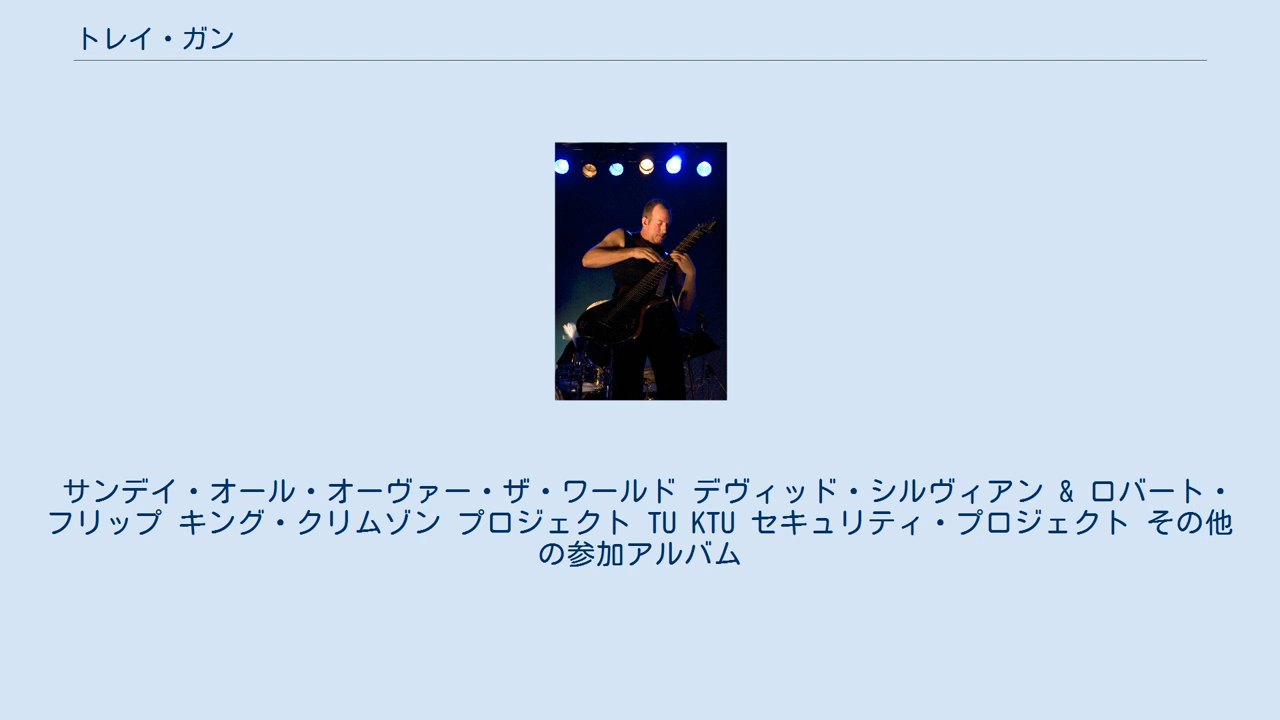 トレイ・ガン
サンデイ・オール・オーヴァー・ザ・ワールド デヴィッド・シルヴィアン & ロバート・
フリップ キング・クリムゾン プロジェクト TU KTU セキュリティ・プロジェクト その他
の参加アルバム